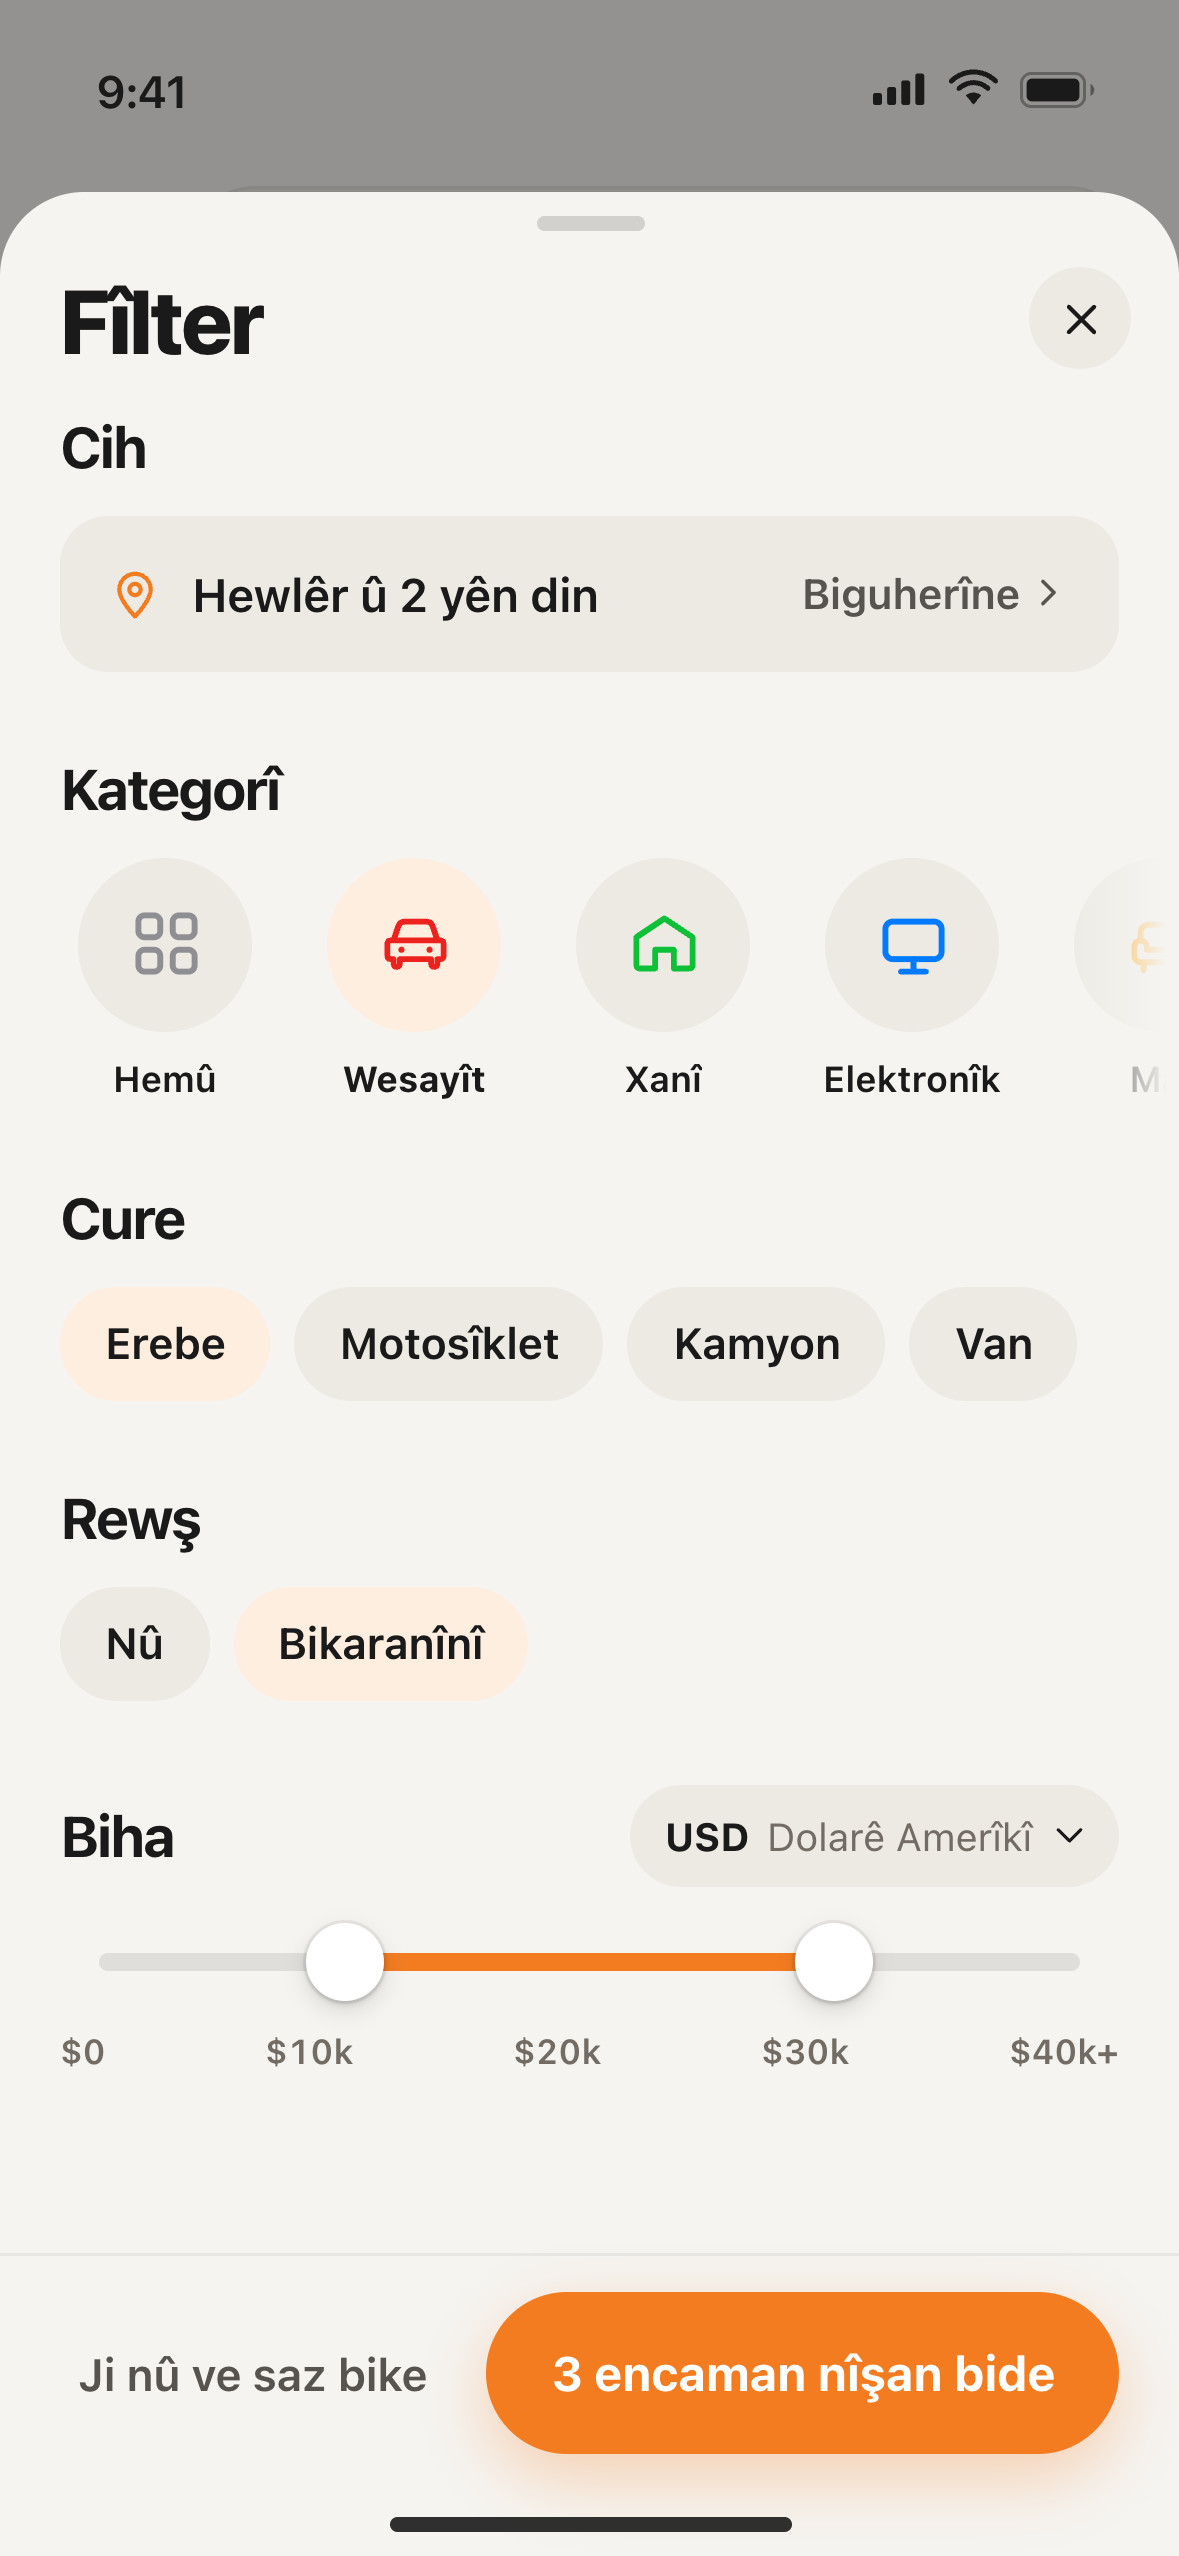 9:41
Fîlter
Cih
Hewlêr û 2 yên din Biguherîne
Kategorî
Hemû Wesayît Xanî Elektronîk
Cure
Erebe Motosîklet Kamyon Van
Rewş
Nû Bikaranînî
Biha USD Dolarê Amerîkî
$0 $10k $20k $30k $40k+
Ji nû ve saz bike 3 encaman nîşan bide